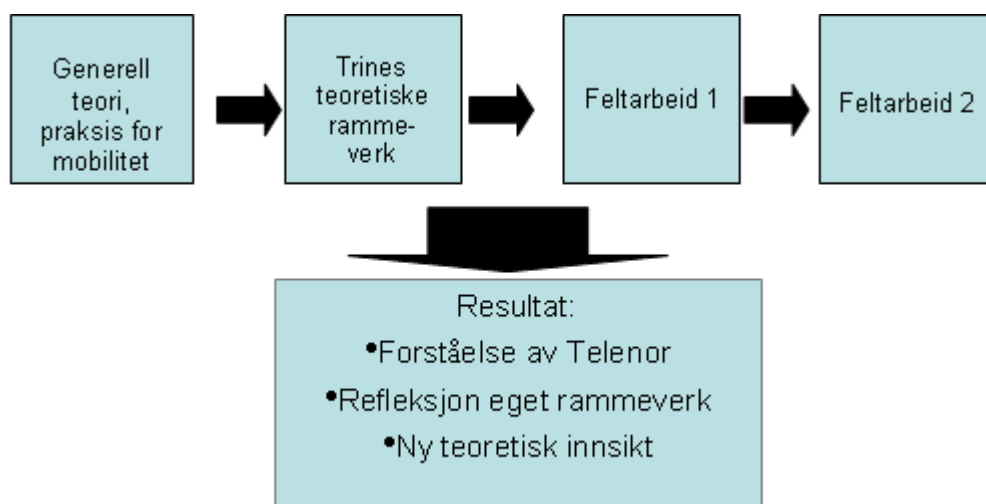 Generell
teori,
praksis for
mobilitet
Trines
teoretiske
ramme-
verk
Feltarbeid 1
Feltarbeid 2
Resultat:
•Forståelse av Telenor
•Refleksjon eget rammeverk
•Ny teoretisk innsikt